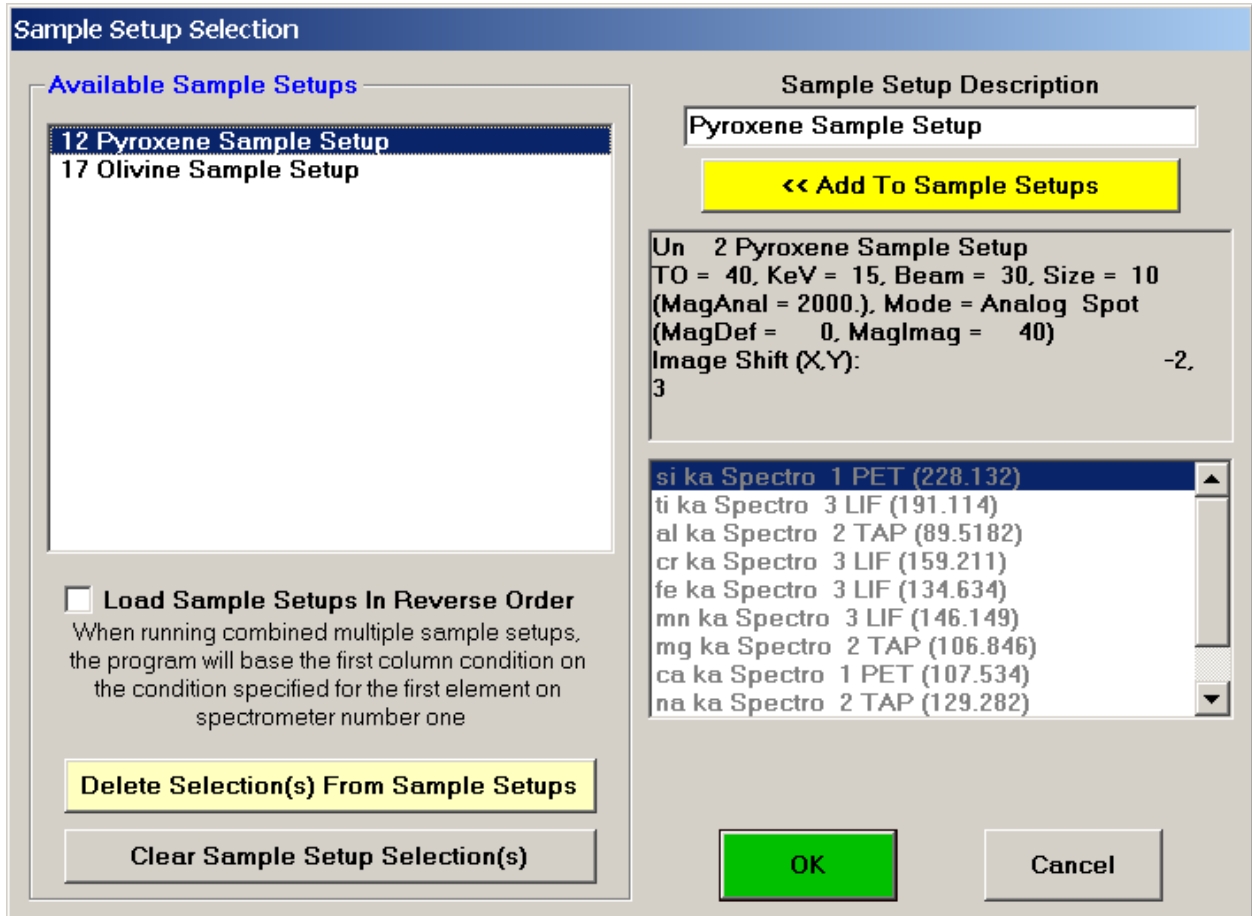 Sample Setup Selection
Available Sample Setups
12 Pyroxene Sample Setup
17 Olivine Sample Setup
Load Sample Setups In Reverse Order
When running combined multiple sample setups,
the program will base the first column condition on
the condition specified for the first element on
spectrometer number one
Delete Selection(s) From Sample Setups
Clear Sample Setup Selection(s)
Sample Setup Description
Pyroxene Sample Setup
<< Add To Sample Setups
Un 2 Pyroxene Sample Setup
TO = 40, KeV = 15, Beam = 30, Size = 10
(MagAnal = 2000.), Mode = Analog Spot
(MagDef = 0, MagImag = 40)
Image Shift (X,Y): -2,
3
si ka Spectro 1 PET (228.132)
ti ka Spectro 3 LIF (191.114)
al ka Spectro 2 TAP (89.5182)
cr ka Spectro 3 LIF (159.211)
fe ka Spectro 3 LIF (134.634)
mn ka Spectro 3 LIF (146.149)
mg ka Spectro 2 TAP (106.846)
ca ka Spectro 1 PET (107.534)
na ka Spectro 2 TAP (129.282)
OK
Cancel